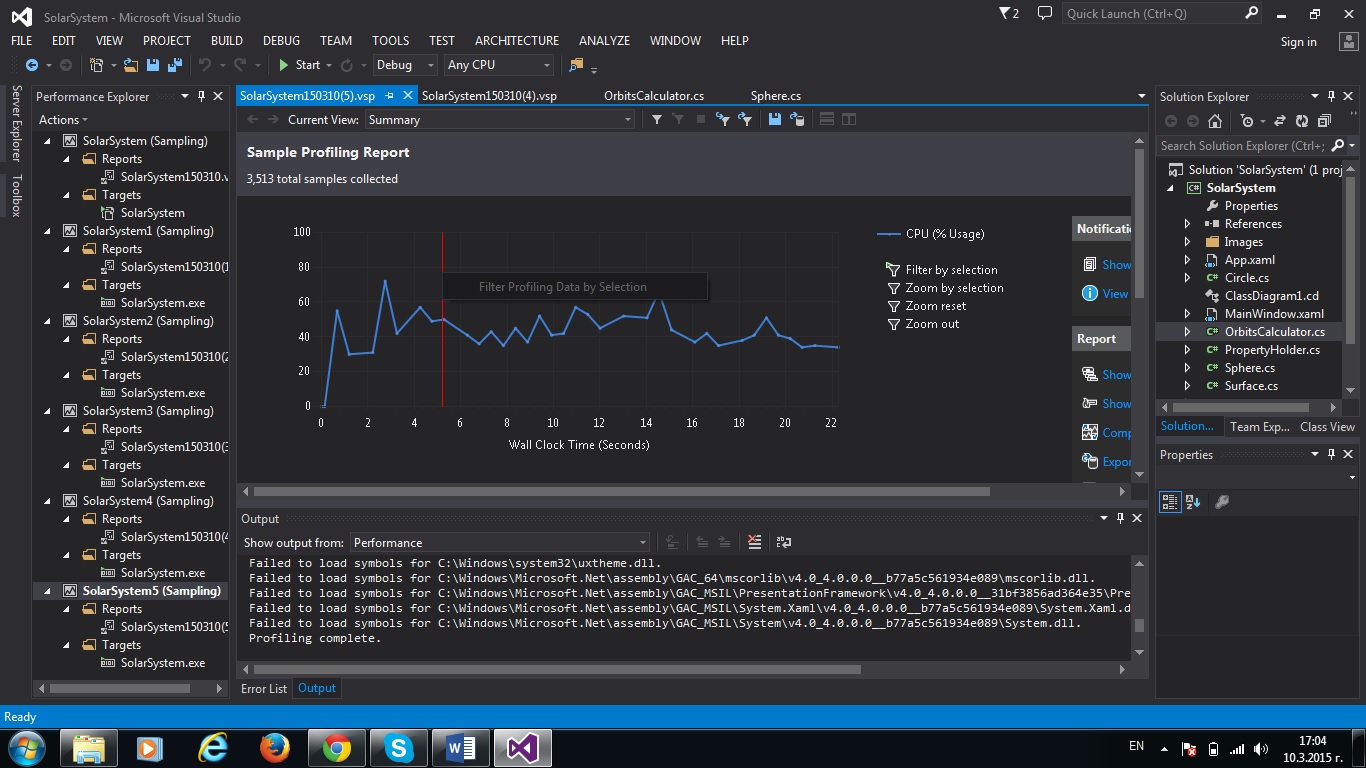 SolarSystem - Microsoft Visual Studio
2
Quick Launch (Ctrl+Q)
FILE EDIT VIEW PROJECT BUILD DEBUG TEAM TOOLS TEST ARCHITECTURE ANALYZE WINDOW HELP
Sign in
Start Debug Any CPU
Server Explorer
Toolbox
Performance Explorer
Actions
SolarSystem (Sampling)
Reports
SolarSystem150310.v
Targets
SolarSystem
SolarSystem1 (Sampling)
Reports
SolarSystem150310(1
Targets
SolarSystem.exe
SolarSystem2 (Sampling)
Reports
SolarSystem150310(2
Targets
SolarSystem.exe
SolarSystem3 (Sampling)
Reports
SolarSystem150310(3
Targets
SolarSystem.exe
SolarSystem4 (Sampling)
Reports
SolarSystem150310(4
Targets
SolarSystem.exe
SolarSystem5 (Sampling)
Reports
SolarSystem150310(5
Targets
SolarSystem.exe
SolarSystem150310(5).vsp SolarSystem150310(4).vsp OrbitsCalculator.cs Sphere.cs
Current View: Summary
Sample Profiling Report
3,513 total samples collected
100
80
60
40
20
0
0 2 4 6 8 10 12 14 16 18 20 22
Wall Clock Time (Seconds)
Filter Profiling Data by Selection
CPU (% Usage)
Filter by selection
Zoom by selection
Zoom reset
Zoom out
Notificatio
Show
View
Report
Show
Show
Comp
Expor
Output
Show output from: Performance
Failed to load symbols for C:\Windows\system32\uxtheme.dll.
Failed to load symbols for C:\Windows\Microsoft.Net\assembly\GAC_64\mscorlib\v4.0_4.0.0.0__b77a5c561934e089\mscorlib.dll.
Failed to load symbols for C:\Windows\Microsoft.Net\assembly\GAC_MSIL\PresentationFramework\v4.0_4.0.0.0__31bf3856ad364e35\Pre
Failed to load symbols for C:\Windows\Microsoft.Net\assembly\GAC_MSIL\System.Xaml\v4.0_4.0.0.0__b77a5c561934e089\System.Xaml.d
Failed to load symbols for C:\Windows\Microsoft.Net\assembly\GAC_MSIL\System\v4.0_4.0.0.0__b77a5c561934e089\System.dll.
Profiling complete.
Error List Output
Solution Explorer
Search Solution Explorer (Ctrl+;
Solution 'SolarSystem' (1 proj
SolarSystem
Properties
References
Images
App.xaml
Circle.cs
ClassDiagram1.cd
MainWindow.xaml
OrbitsCalculator.cs
PropertyHolder.cs
Sphere.cs
Surface.cs
Solution... Team Exp... Class View
Properties
Ready
EN
17:04
10.3.2015 г.